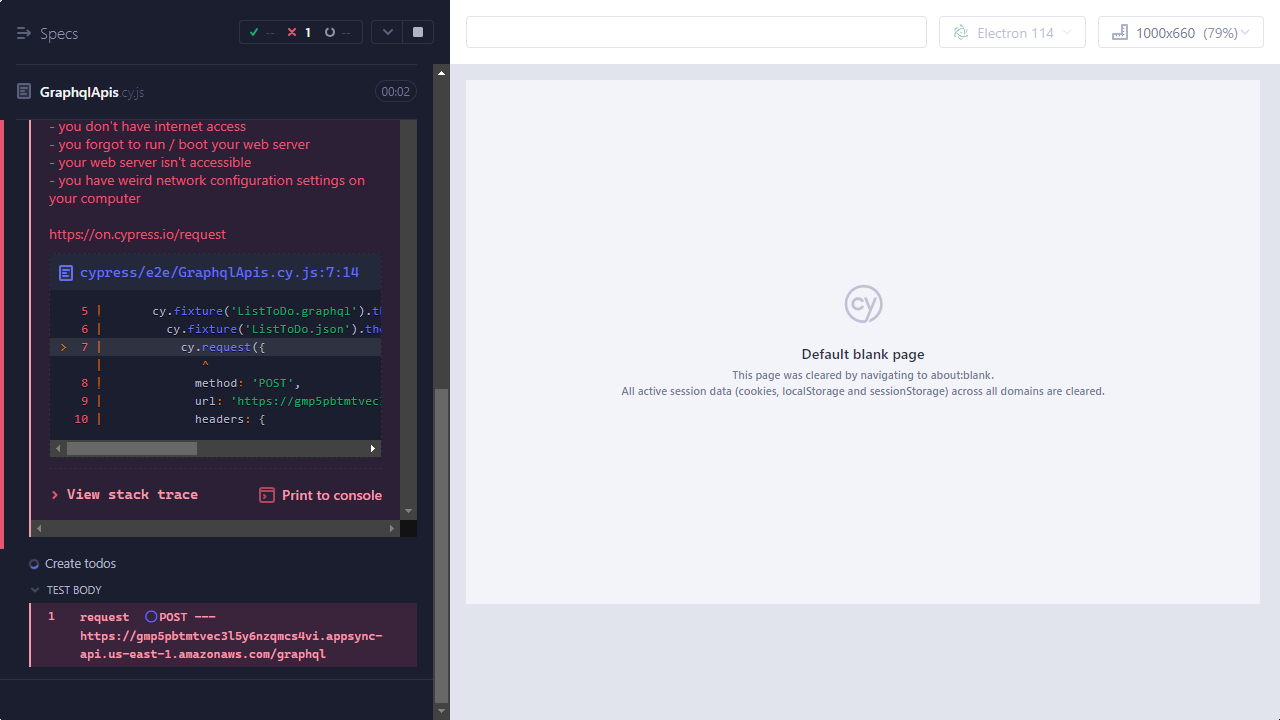 Specs
-- 1 --
Electron 114
1000x660 (79%)
GraphqlApis.cy.js
00:02
- you don't have internet access
- you forgot to run / boot your web server
- your web server isn't accessible
- you have weird network configuration settings on
your computer
https://on.cypress.io/request
cypress/e2e/GraphqlApis.cy.js:7:14
5 | cy.fixture('ListToDo.graphql').th
6 | cy.fixture('ListToDo.json').the
> 7 | cy.request({
| ^
8 | method: 'POST',
9 | url: 'https://gmp5pbtmtvec3
10 | headers: {
View stack trace
Print to console
Create todos
TEST BODY
1 request POST ---
https://gmp5pbtmtvec3l5y6nzqmcs4vi.appsync-
api.us-east-1.amazonaws.com/graphql
cy
Default blank page
This page was cleared by navigating to about:blank.
All active session data (cookies, localStorage and sessionStorage) across all domains are cleared.